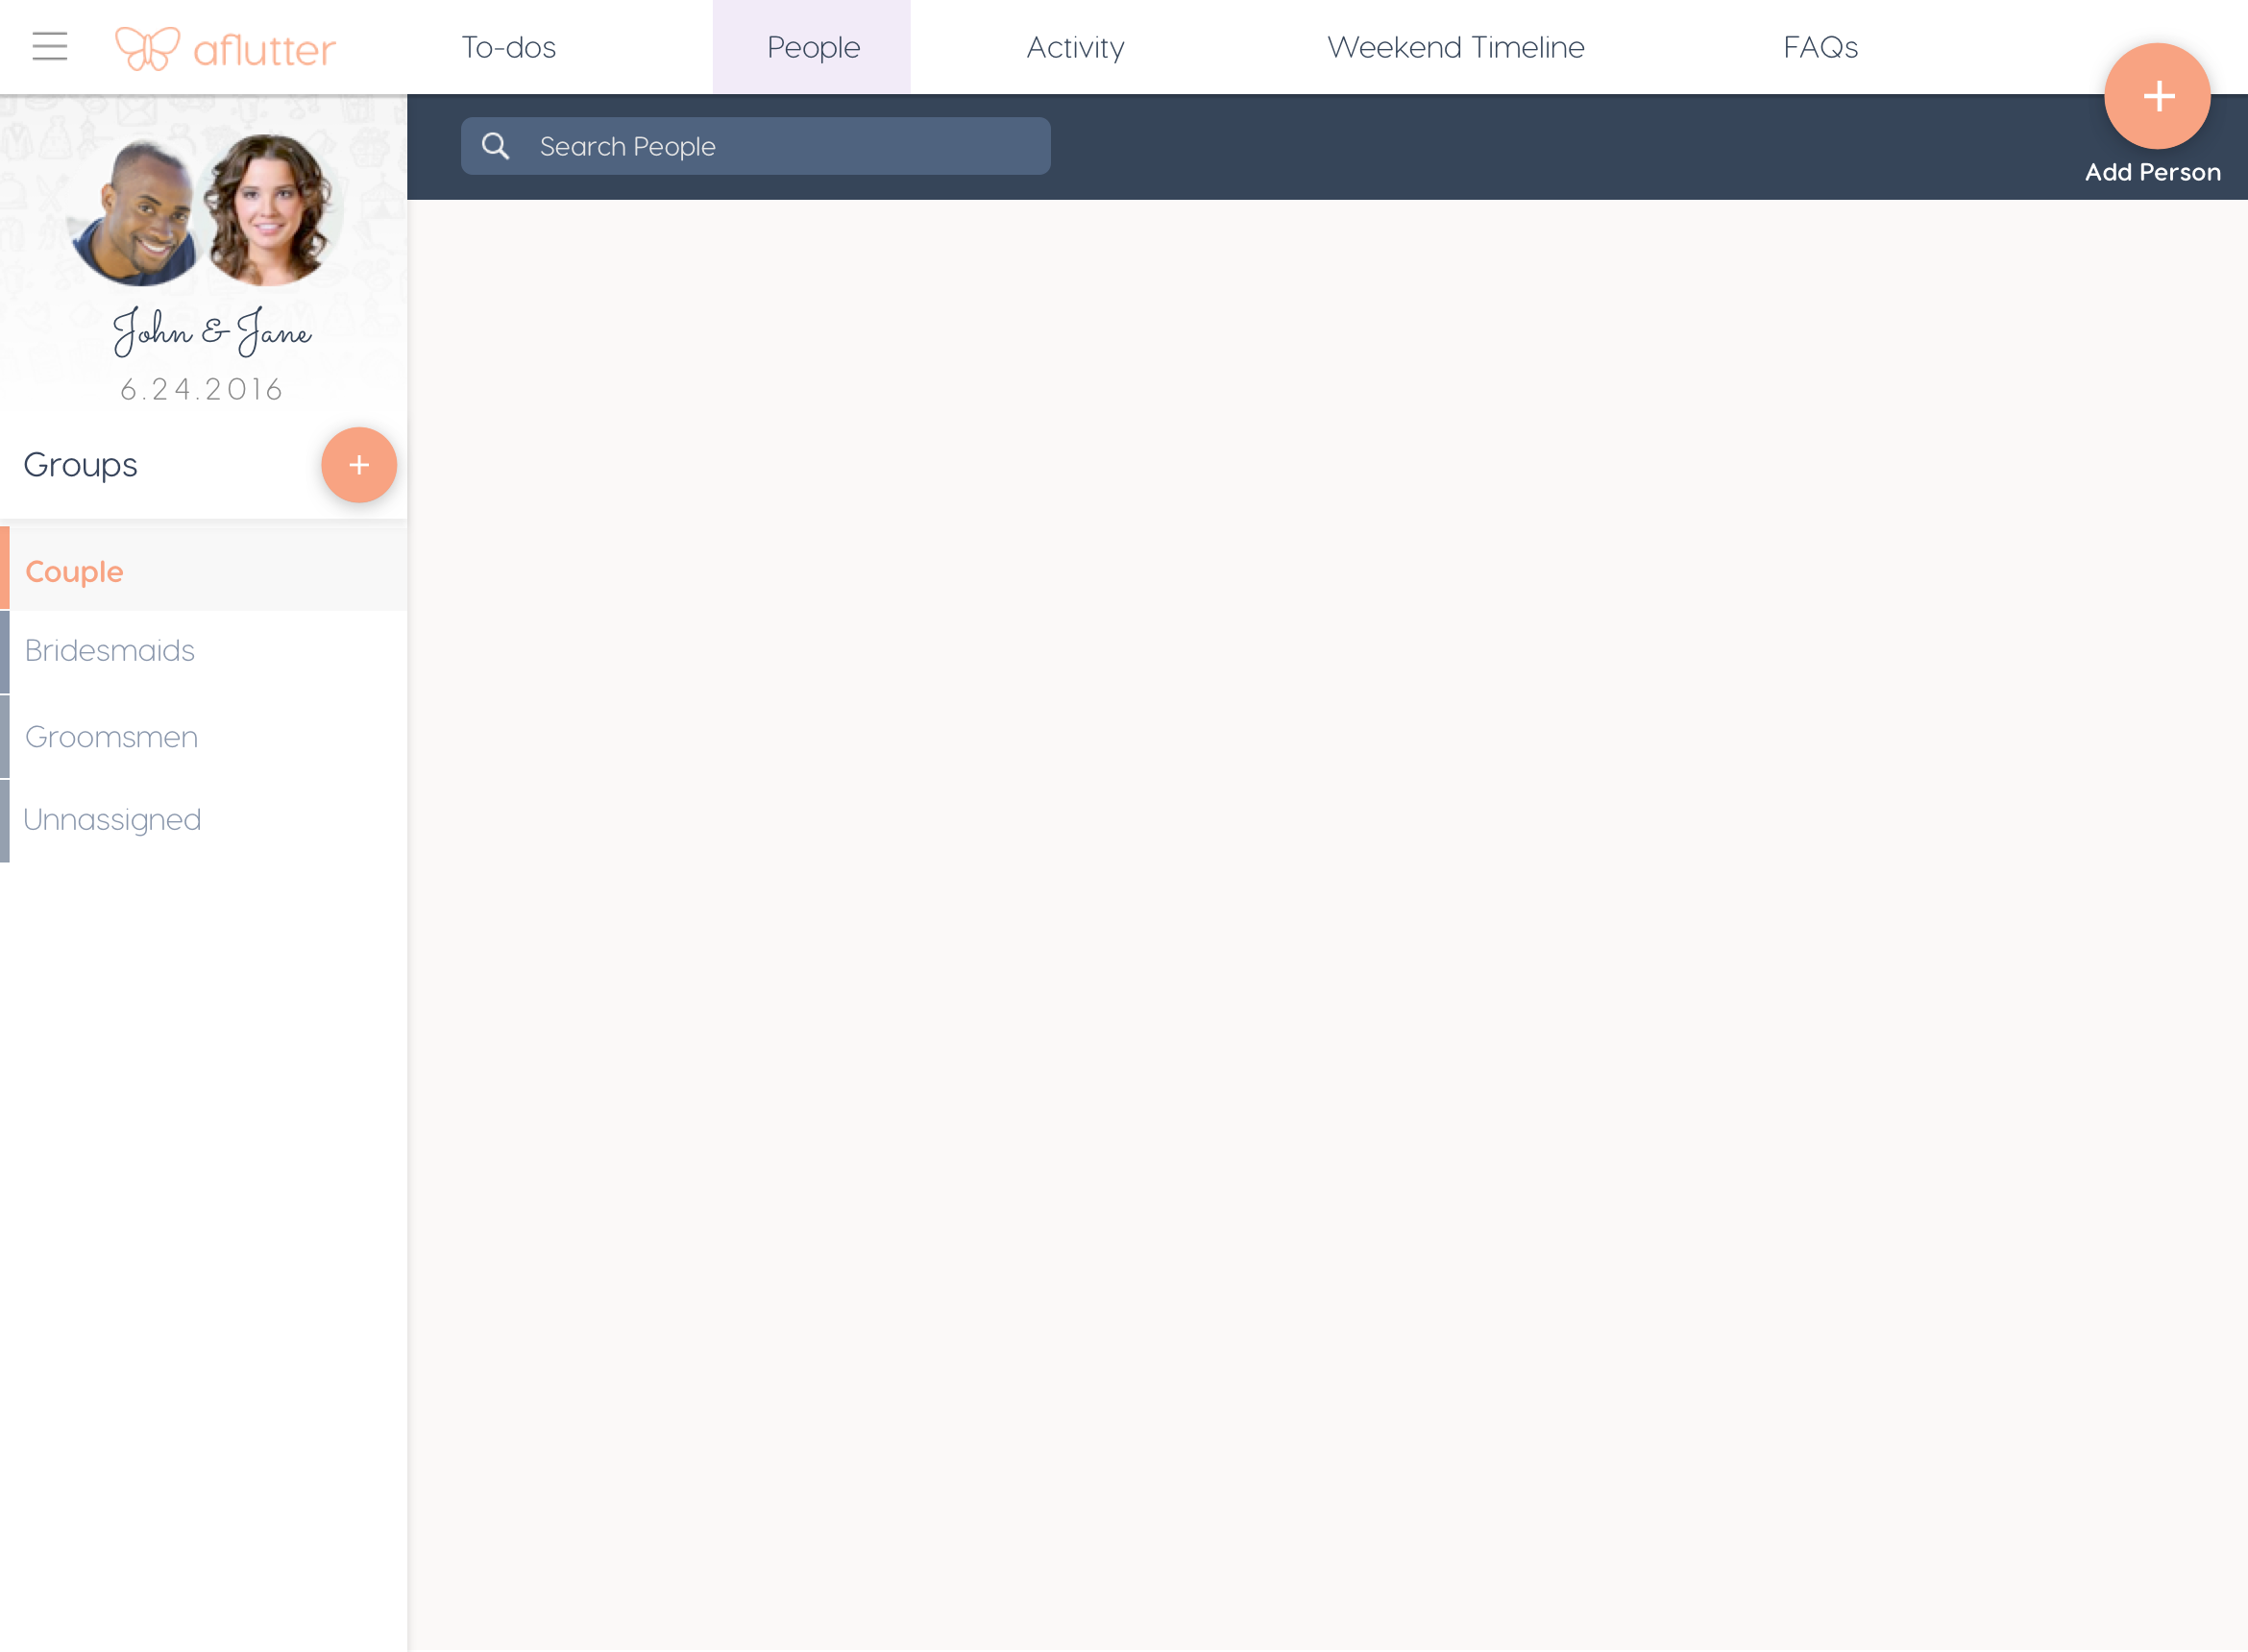 aflutter
To-dos
People
Activity
Weekend Timeline
FAQs
Search People
Add Person
John & Jane
6.24.2016
Groups
Couple
Bridesmaids
Groomsmen
Unnassigned